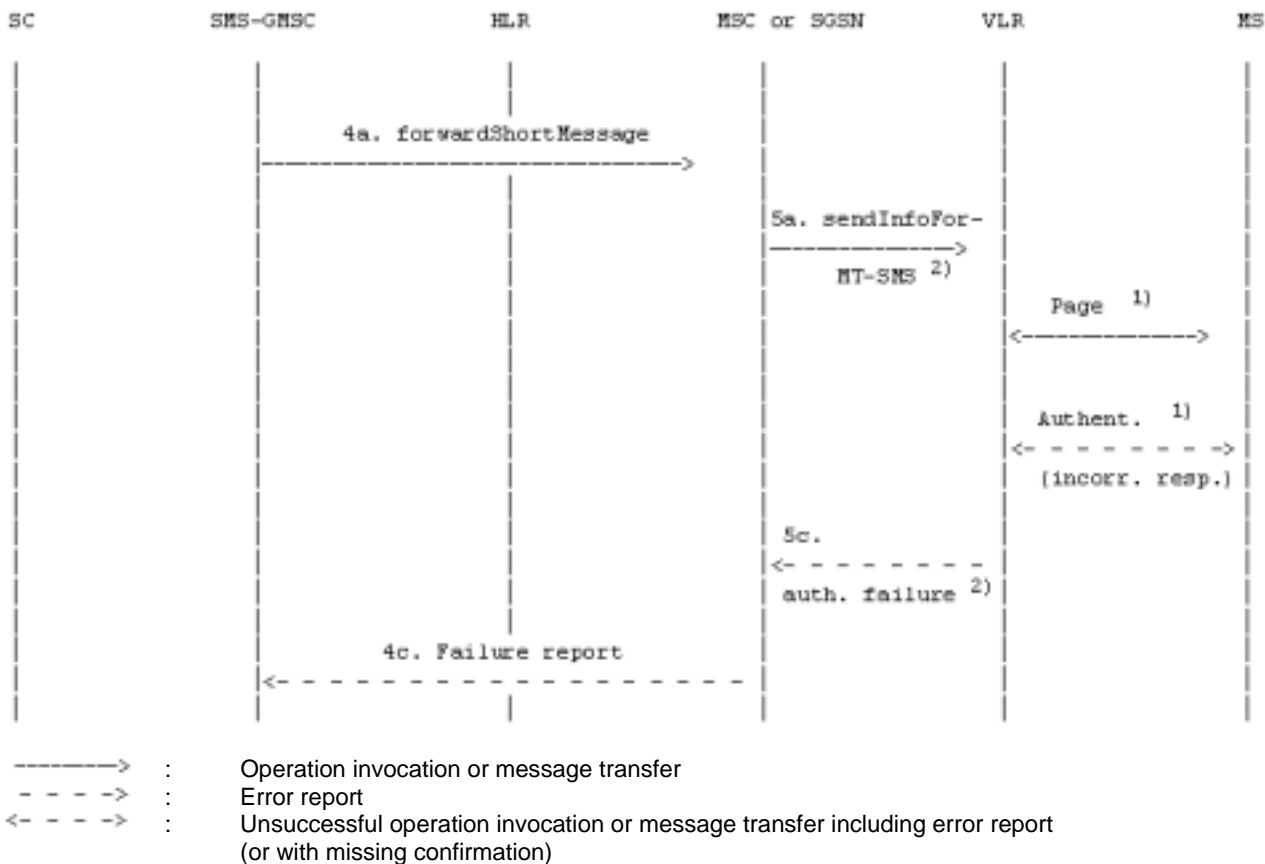 SC SMS-GMSC HLR MSC or SGSN VLR MS
4a. forwardShortMessage
5a. sendInfoFor-
MT-SMS 2)
Page 1)
Authent. 1)
(incorr. resp.)
5c.
auth. failure 2)
4c. Failure report
: Operation invocation or message transfer
: Error report
: Unsuccessful operation invocation or message transfer including error report
(or with missing confirmation)